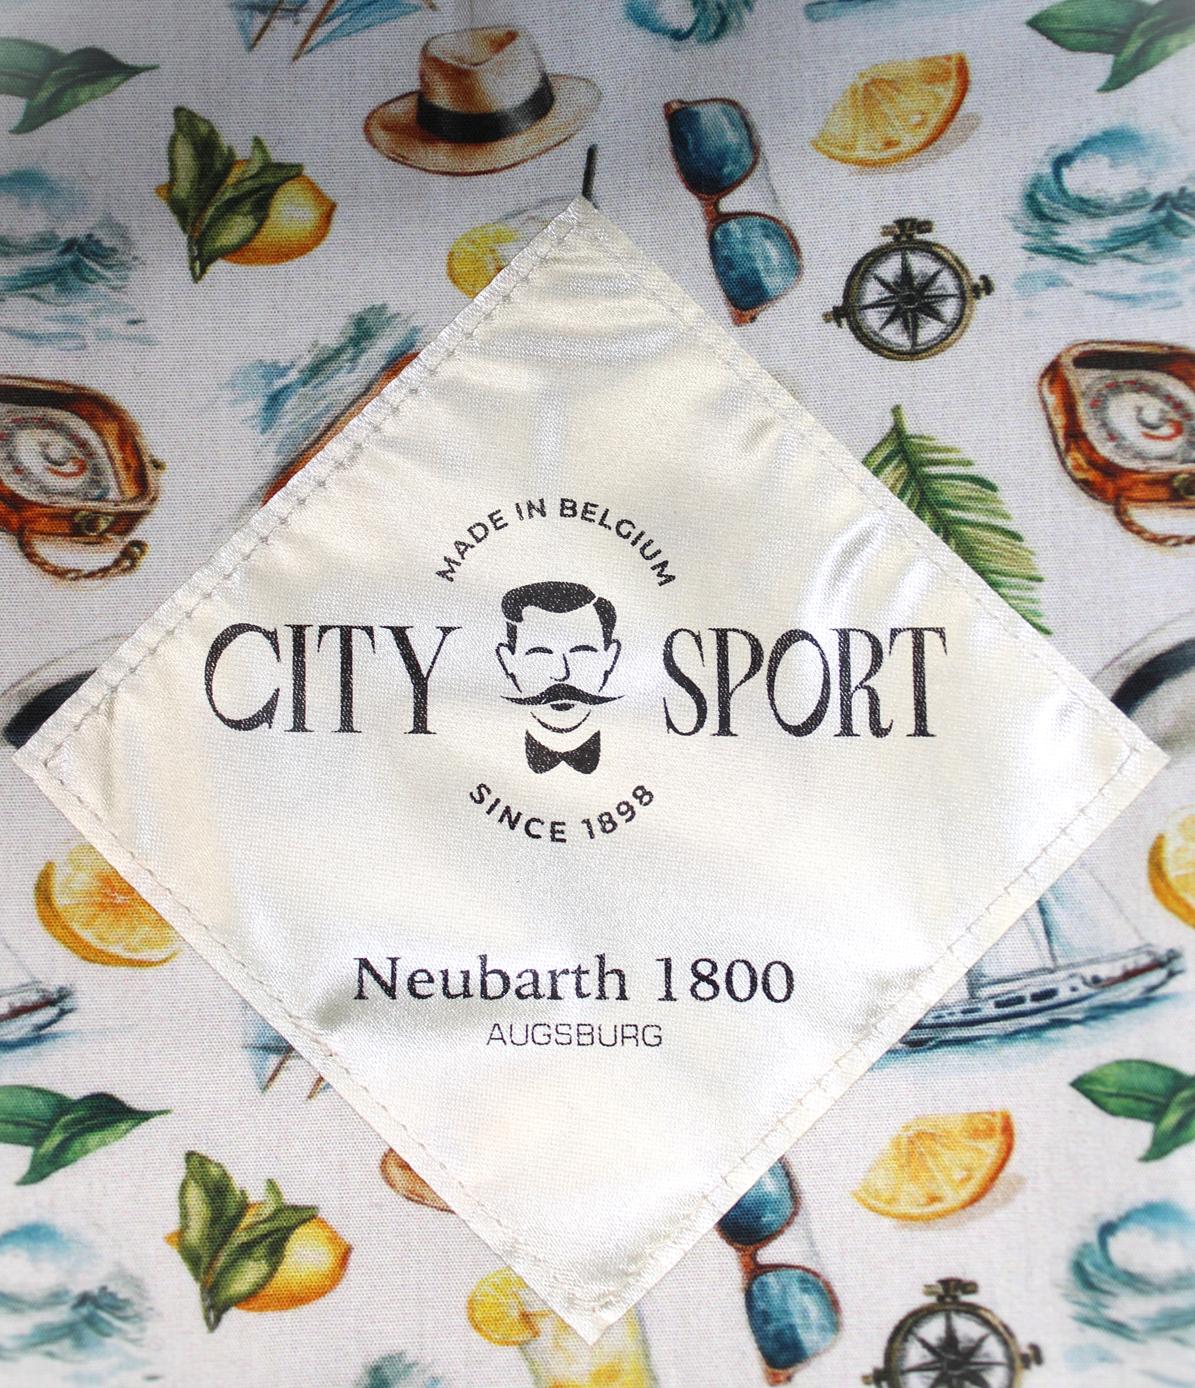 MADE IN BELGIUM
CITY SPORT
SINCE 1898
Neubarth 1800
AUGSBURG